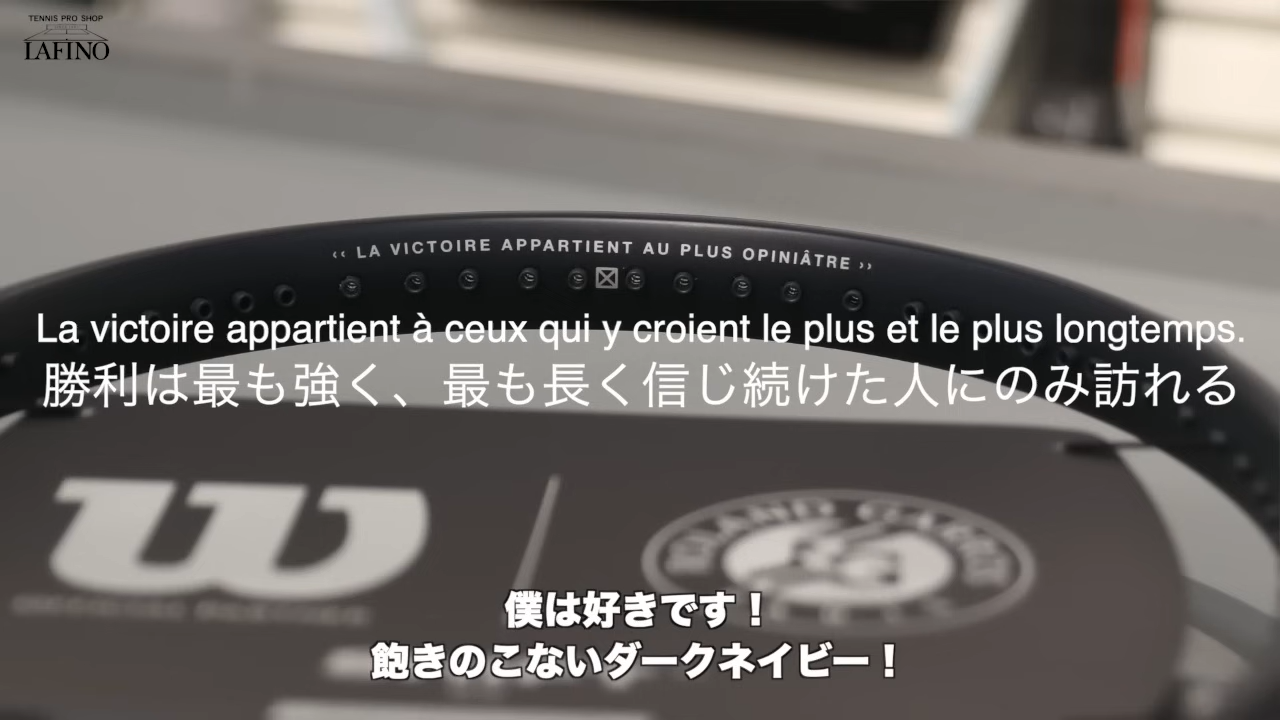 TENNIS PRO SHOP
LAFINO
‹‹ LA VICTOIRE APPARTIENT AU PLUS OPINIÂTRE ››
La victoire appartient à ceux qui y croient le plus et le plus longtemps.
勝利は最も強く、最も長く信じ続けた人にのみ訪れる
W
ROLAND GARROS
PARIS
僕は好きです！
飽きのこないダークネイビー！